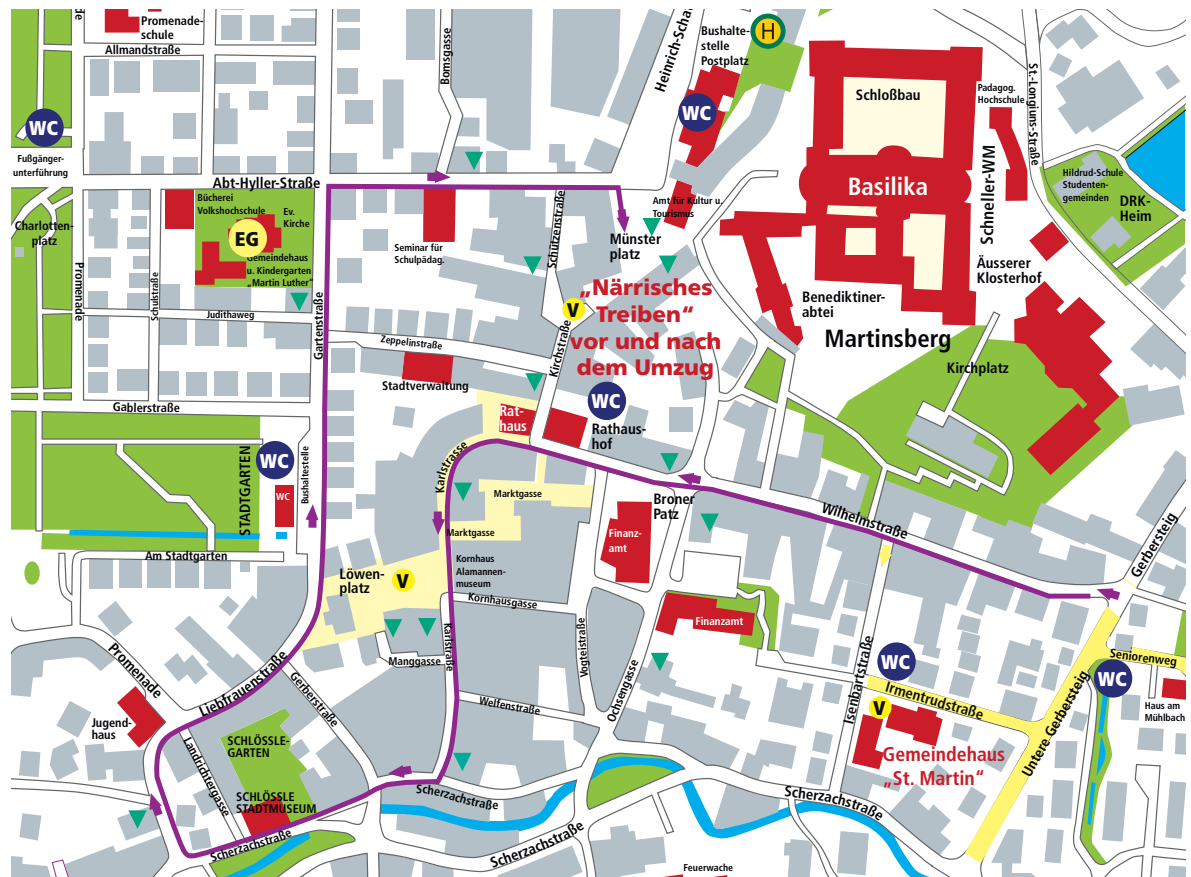 Promenade-
schule
Allmandstraße
Bomsgasse
Bushalte-
stelle
Postplatz
H
WC
Schloßbau
Padagog.
Hochschule
St.-Longiuns-Straße
WC
Fußgänger-
unterführung
Abt-Hyller-Straße
Bücherei
Volkshochschule
Ev.
Kirche
EG
Gemeindehaus
u. Kindergarten
„Martin Luther“
Charlotten-
platz
Promenade
Schulstraße
Judithaweg
Gartenstraße
Seminar für
Schulpädag.
Schützenstraße
Amt für Kultur u.
Tourismus
Münster
platz
Basilika
Schneller-WM
Hildrud-Schule
Studenten-
gemeinden
DRK-
Heim
Äusserer
Klosterhof
Benediktiner-
abtei
Martinsberg
Kirchplatz
V
„Närrisches
Treiben“
vor und nach
dem Umzug
Zeppelinstraße
Kirchstraße
Stadtverwaltung
Gablerstraße
Rat-
haus
WC
Rathaus-
hof
STADTGARTEN
WC
WC
Bushaltestelle
Karlstrasse
Marktgasse
Marktgasse
Broner
Patz
Wilhelmstraße
Finanz-
amt
Am Stadtgarten
Löwen-
platz
V
Kornhaus
Alamannen-
museum
Kornhausgasse
Finanzamt
Gerbersteig
Karlstraße
Vogteistraße
Manggasse
Ochsengasse
Isenbartstraße
WC
Irmentrudstraße
Seniorenweg
WC
Haus am
Mühlbach
Untere Gerbersteig
V
Gemeindehaus
„St. Martin“
Promenade
Liebfrauenstraße
Gerberstraße
Welfenstraße
Jugend-
haus
Landrichtergasse
SCHLÖSSLE-
GARTEN
SCHLÖSSLE
STADTMUSEUM
Scherzachstraße
Scherzachstraße
Scherzachstraße
Scherzachstraße
Feuerwache